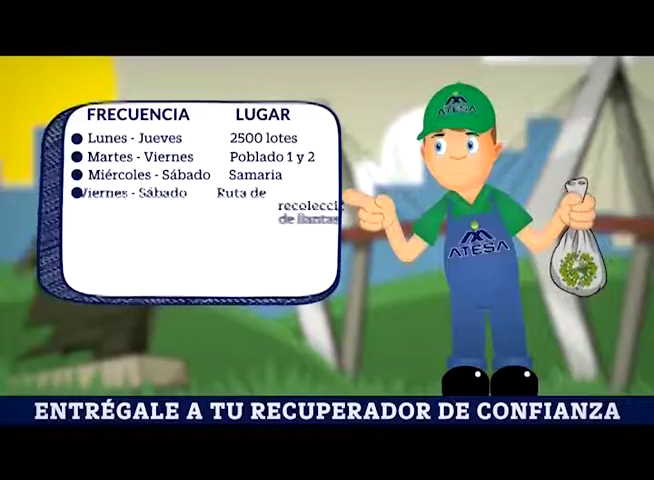 FRECUENCIA LUGAR
Lunes - Jueves 2500 lotes
Martes - Viernes Poblado 1 y 2
Miércoles - Sábado Samaria
Viernes - Sábado Ruta de
recolecci
de llantas
ATESA
ATESA
ENTRÉGALE A TU RECUPERADOR DE CONFIANZA